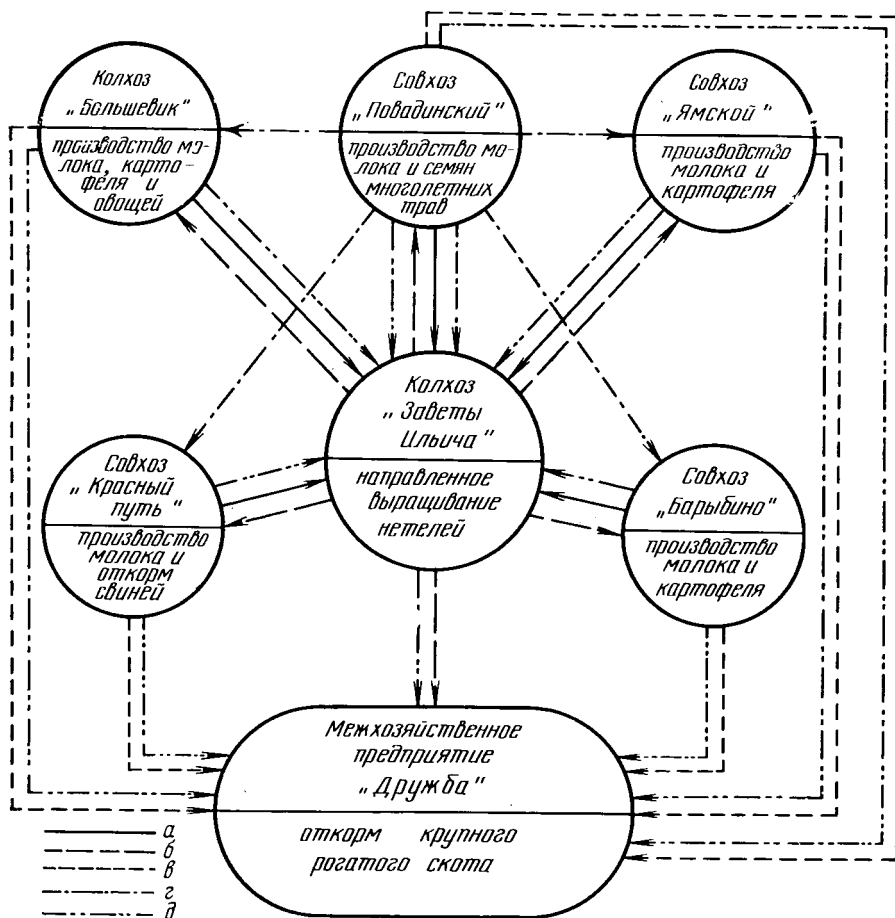 Колхоз
„Большевик"
производство мо-
лока, карто-
феля и
овощей
Совхоз
„Повадинский"
производство мо-
лока и семян
многолетних
трав
Совхоз
„Ямской"
производство
молока и
картофеля
Колхоз
„Заветы
Ильича"
направленное
выращивание
нетелей
Совхоз
„Красный
путь"
производство
молока и
откорм
свиней
Совхоз
„Барыбино"
производство
молока и
картофеля
Межхозяйственное
предприятие
„Дружба"
откорм крупного
рогатого скота
а
б
в
г
д